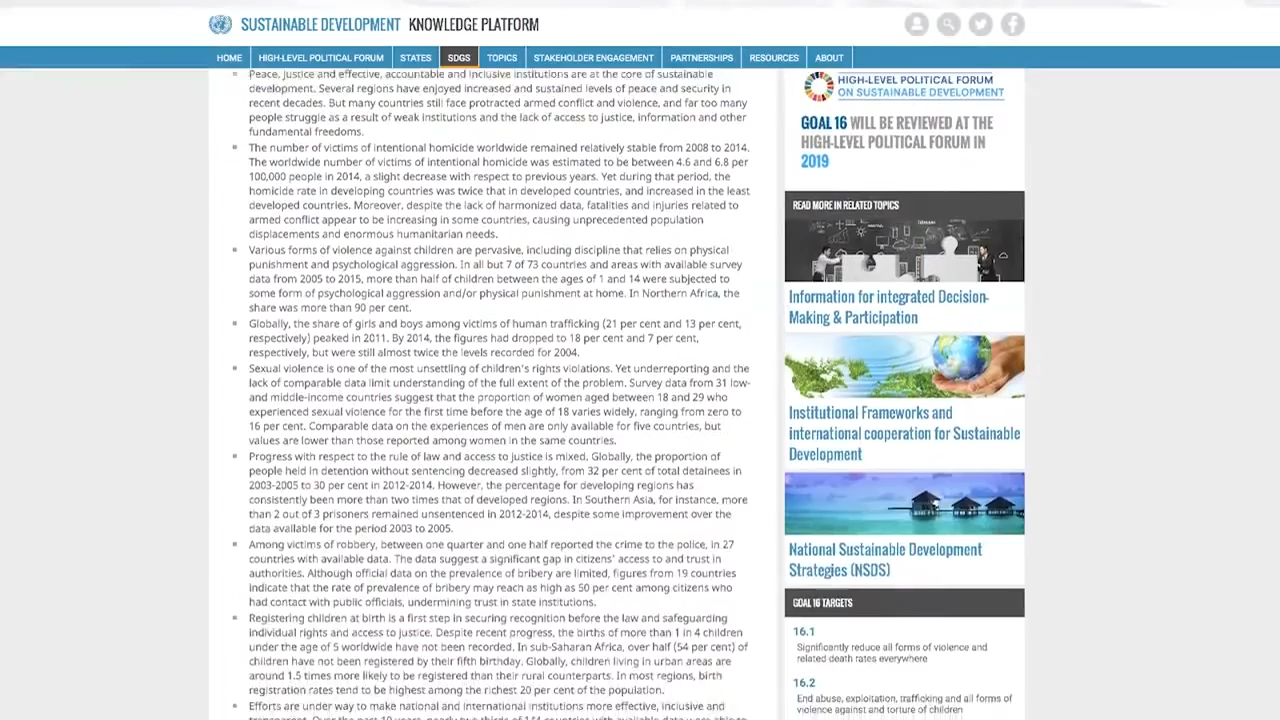 SUSTAINABLE DEVELOPMENT KNOWLEDGE PLATFORM
HOME HIGH-LEVEL POLITICAL FORUM STATES SDGS TOPICS STAKEHOLDER ENGAGEMENT PARTNERSHIPS RESOURCES ABOUT
Peace, justice and effective, accountable and inclusive institutions are at the core of sustainable
development. Several regions have enjoyed increased and sustained levels of peace and security in
recent decades. But many countries still face protracted armed conflict and violence, and far too many
people struggle as a result of weak institutions and the lack of access to justice, information and other
fundamental freedoms.
The number of victims of intentional homicide worldwide remained relatively stable from 2008 to 2014.
The worldwide number of victims of intentional homicide was estimated to be between 4.6 and 6.8 per
100,000 people in 2014, a slight decrease with respect to previous years. Yet during that period, the
homicide rate in developing countries was twice that in developed countries, and increased in the least
developed countries. Moreover, despite the lack of harmonized data, fatalities and injuries related to
armed conflict appear to be increasing in some countries, causing unprecedented population
displacements and enormous humanitarian needs.
Various forms of violence against children are pervasive, including discipline that relies on physical
punishment and psychological aggression. In all but 7 of 73 countries and areas with available survey
data from 2005 to 2015, more than half of children between the ages of 1 and 14 were subjected to
some form of psychological aggression and/or physical punishment at home. In Northern Africa, the
share was more than 90 per cent.
Globally, the share of girls and boys among victims of human trafficking (21 per cent and 13 per cent,
respectively) peaked in 2011. By 2014, the figures had dropped to 18 per cent and 7 per cent,
respectively, but were still almost twice the levels recorded for 2004.
Sexual violence is one of the most unsettling of children's rights violations. Yet underreporting and the
lack of comparable data limit understanding of the full extent of the problem. Survey data from 31 low-
and middle-income countries suggest that the proportion of women aged between 18 and 29 who
experienced sexual violence for the first time before the age of 18 varies widely, ranging from zero to
16 per cent. Comparable data on the experiences of men are only available for five countries, but
values are lower than those reported among women in the same countries.
Progress with respect to the rule of law and access to justice is mixed. Globally, the proportion of
people held in detention without sentencing decreased slightly, from 32 per cent of total detainees in
2003-2005 to 30 per cent in 2012-2014. However, the percentage for developing regions has
consistently been more than two times that of developed regions. In Southern Asia, for instance, more
than 2 out of 3 prisoners remained unsentenced in 2012-2014, despite some improvement over the
data available for the period 2003 to 2005.
Among victims of robbery, between one quarter and one half reported the crime to the police, in 27
countries with available data. The data suggest a significant gap in citizens' access to and trust in
authorities. Although official data on the prevalence of bribery are limited, figures from 19 countries
indicate that the rate of prevalence of bribery may reach as high as 50 per cent among citizens who
had contact with public officials, undermining trust in state institutions.
Registering children at birth is a first step in securing recognition before the law and safeguarding
individual rights and access to justice. Despite recent progress, the births of more than 1 in 4 children
under the age of 5 worldwide have not been recorded. In sub-Saharan Africa, over half (54 per cent) of
children have not been registered by their fifth birthday. Globally, children living in urban areas are
around 1.5 times more likely to be registered than their rural counterparts. In most regions, birth
registration rates tend to be highest among the richest 20 per cent of the population.
Efforts are under way to make national and international institutions more effective, inclusive and
HIGH-LEVEL POLITICAL FORUM
ON SUSTAINABLE DEVELOPMENT
GOAL 16 WILL BE REVIEWED AT THE
HIGH-LEVEL POLITICAL FORUM IN
2019
READ MORE IN RELATED TOPICS
Information for integrated Decision-
Making & Participation
Institutional Frameworks and
international cooperation for Sustainable
Development
National Sustainable Development
Strategies (NSDS)
GOAL 16 TARGETS
16.1
Significantly reduce all forms of violence and
related death rates everywhere
16.2
End abuse, exploitation, trafficking and all forms of
violence against and torture of children